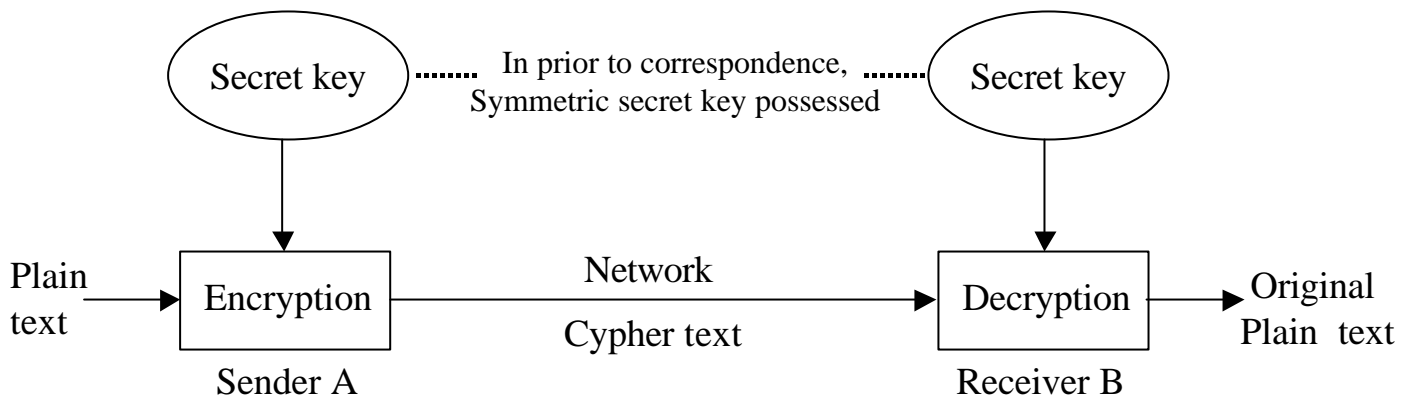 Secret key
In prior to correspondence,
Symmetric secret key possessed
Secret key
Plain
text
Encryption
Network
Cypher text
Decryption
Original
Plain text
Sender A
Receiver B